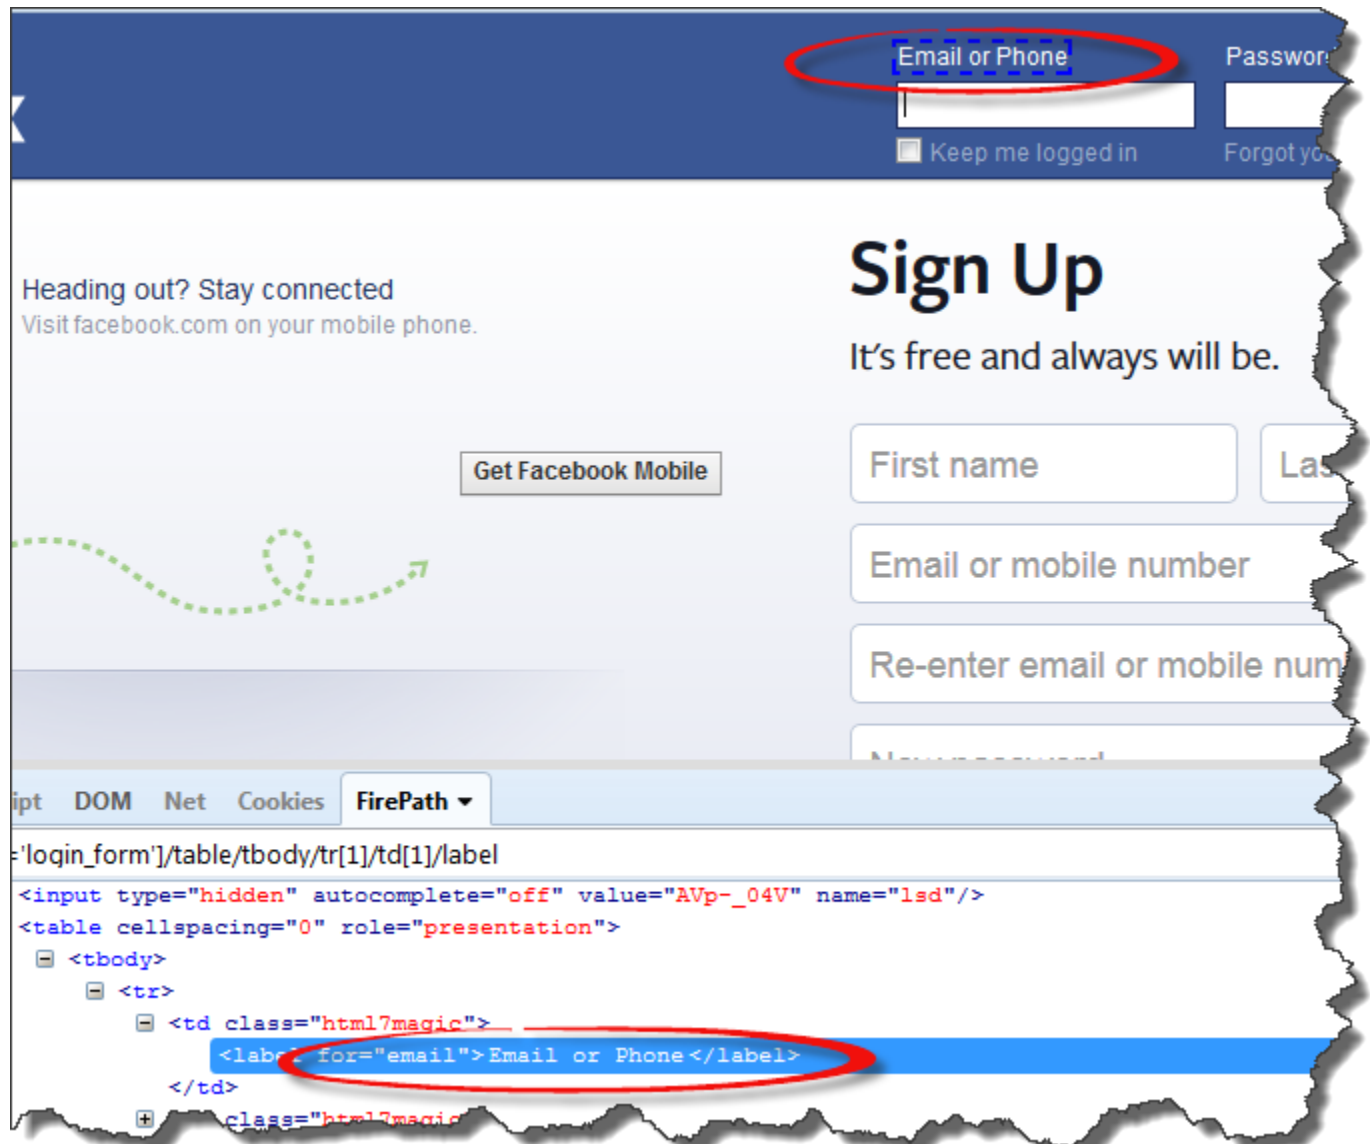 Email or Phone
Keep me logged in
Heading out? Stay connected
Visit facebook.com on your mobile phone.
Get Facebook Mobile
Sign Up
It's free and always will be.
First name
Email or mobile number
Re-enter email or mobile
DOM Net Cookies FirePath
='login_form']/table/tbody/tr[1]/td[1]/label
<input type="hidden" autocomplete="off" value="AVp-_04V" name="lsd"/>
<table cellspacing="0" role="presentation">
<tbody>
<tr>
<td class="html7magic">
<label for="email">Email or Phone</label>
</td>
class="html7magic